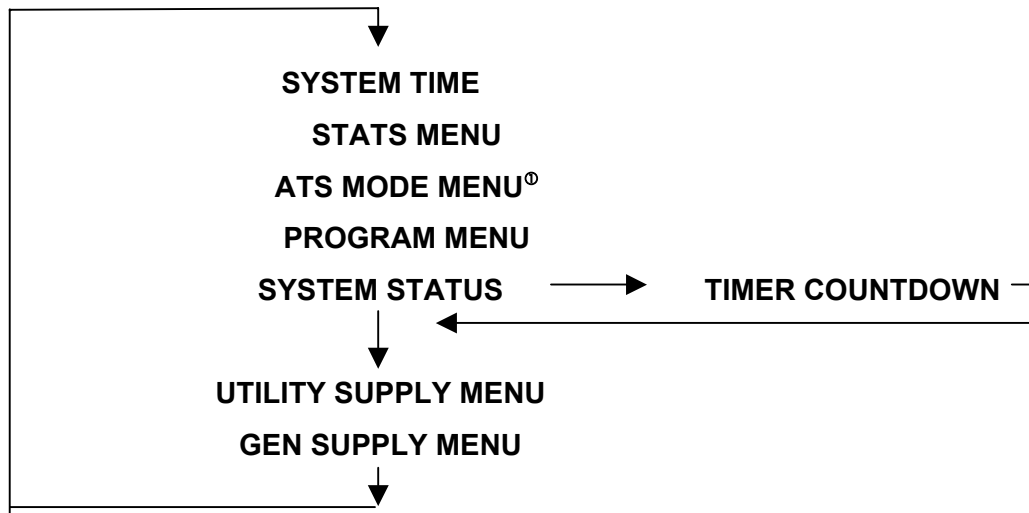 SYSTEM TIME
STATS MENU
ATS MODE MENU①
PROGRAM MENU
SYSTEM STATUS TIMER COUNTDOWN
UTILITY SUPPLY MENU
GEN SUPPLY MENU